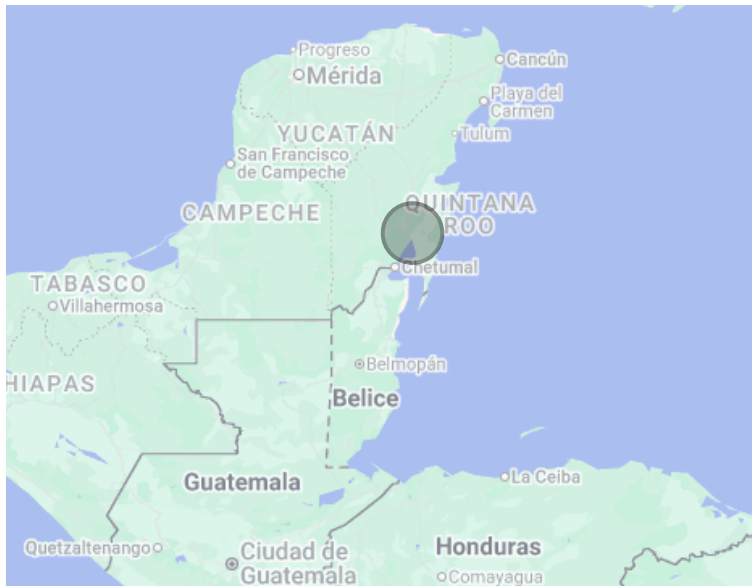 Progreso
Mérida
Cancún
Playa del
Carmen
YUCATÁN
Tulum
San Francisco
de Campeche
QUINTANA
ROO
CAMPECHE
Chetumal
TABASCO
Villahermosa
Belmopán
HIAPAS
Belice
Guatemala
La Ceiba
Quetzaltenango
Ciudad de
Guatemala
Honduras
Comayagua